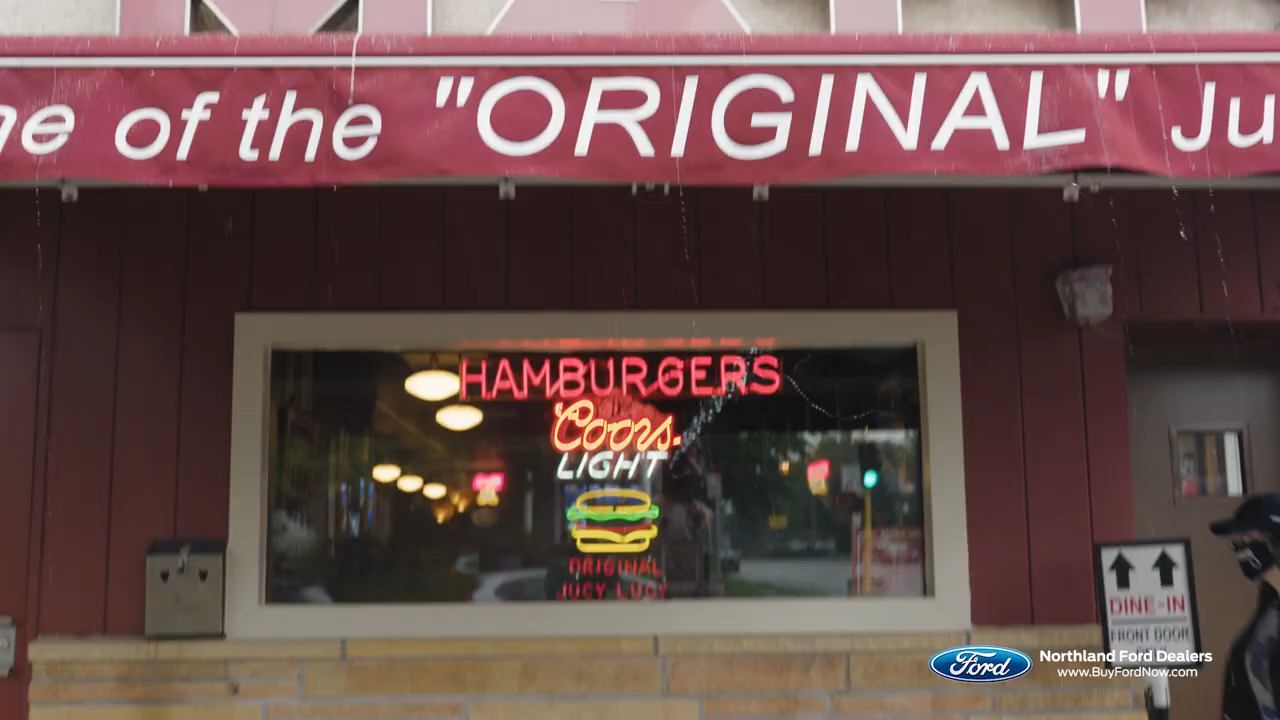 of the "ORIGINAL"
HAMBURGERS
Coors
LIGHT
ORIGINAL
JUCY LUCY
DINE-IN
FRONT DOOR
Ford
Northland Ford Dealers
www.BuyFordNow.com